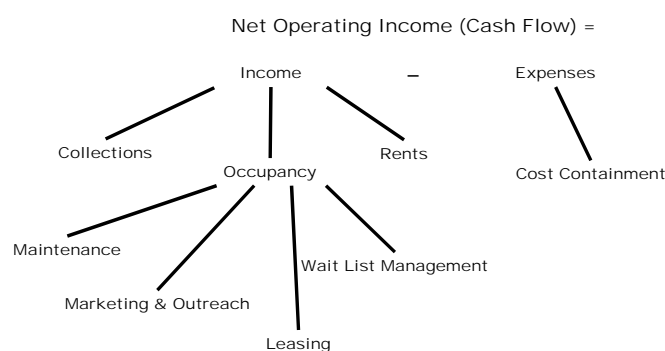 Net Operating Income (Cash Flow) =
Income – Expenses
Collections
Rents
Occupancy
Cost Containment
Maintenance
Wait List Management
Marketing & Outreach
Leasing